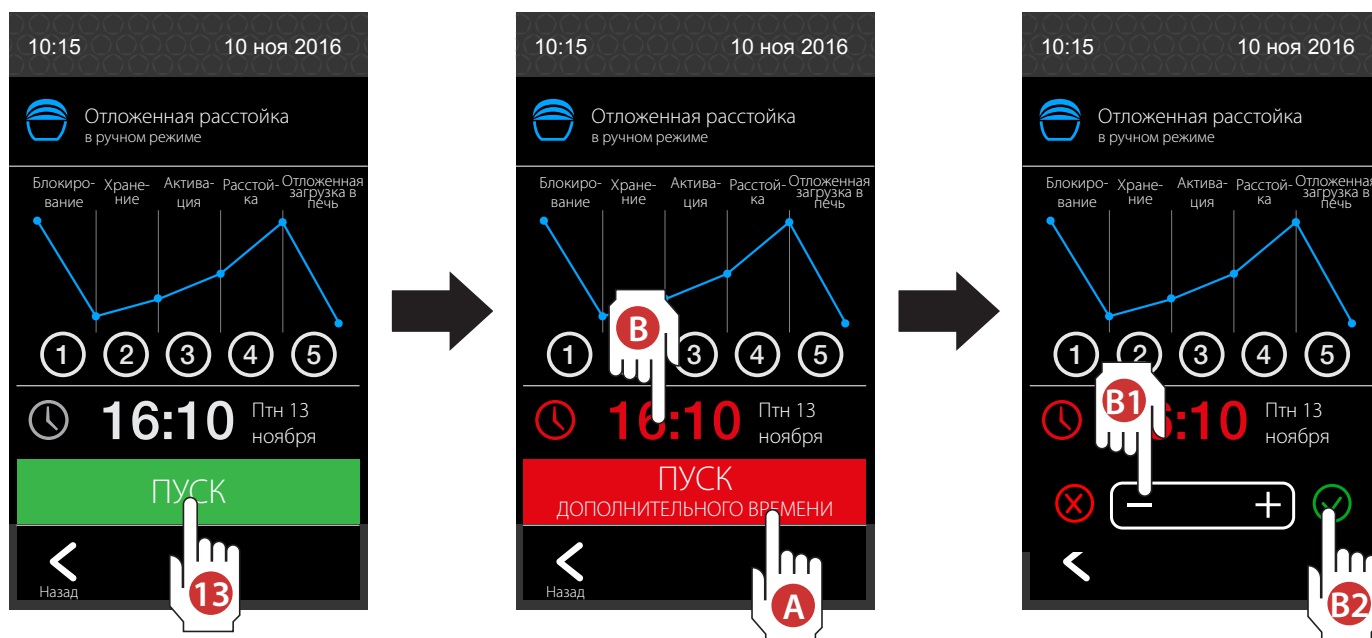 10:15 10 ноя 2016
Отложенная расстойка
в ручном режиме
Блокиро- Хране- Актива- Расстой- Отложенная
вание ние ция ка загрузка в
печь
1 2 3 4 5
16:10 Птн 13
ноября
ПУСК
Назад
13
10:15 10 ноя 2016
Отложенная расстойка
в ручном режиме
Блокиро- Хране- Актива- Расстой- Отложенная
вание ние ция ка загрузка в
печь
B
1 3 4 5
16:10 Птн 13
ноября
ПУСК
ДОПОЛНИТЕЛЬНОГО ВРЕМЕНИ
Назад
A
10:15 10 ноя 2016
Отложенная расстойка
в ручном режиме
Блокиро- Хране- Актива- Расстой- Отложенная
вание ние ция ка загрузка в
печь
1 2 3 4 5
B1
:10 Птн 13
ноября
− +
B2